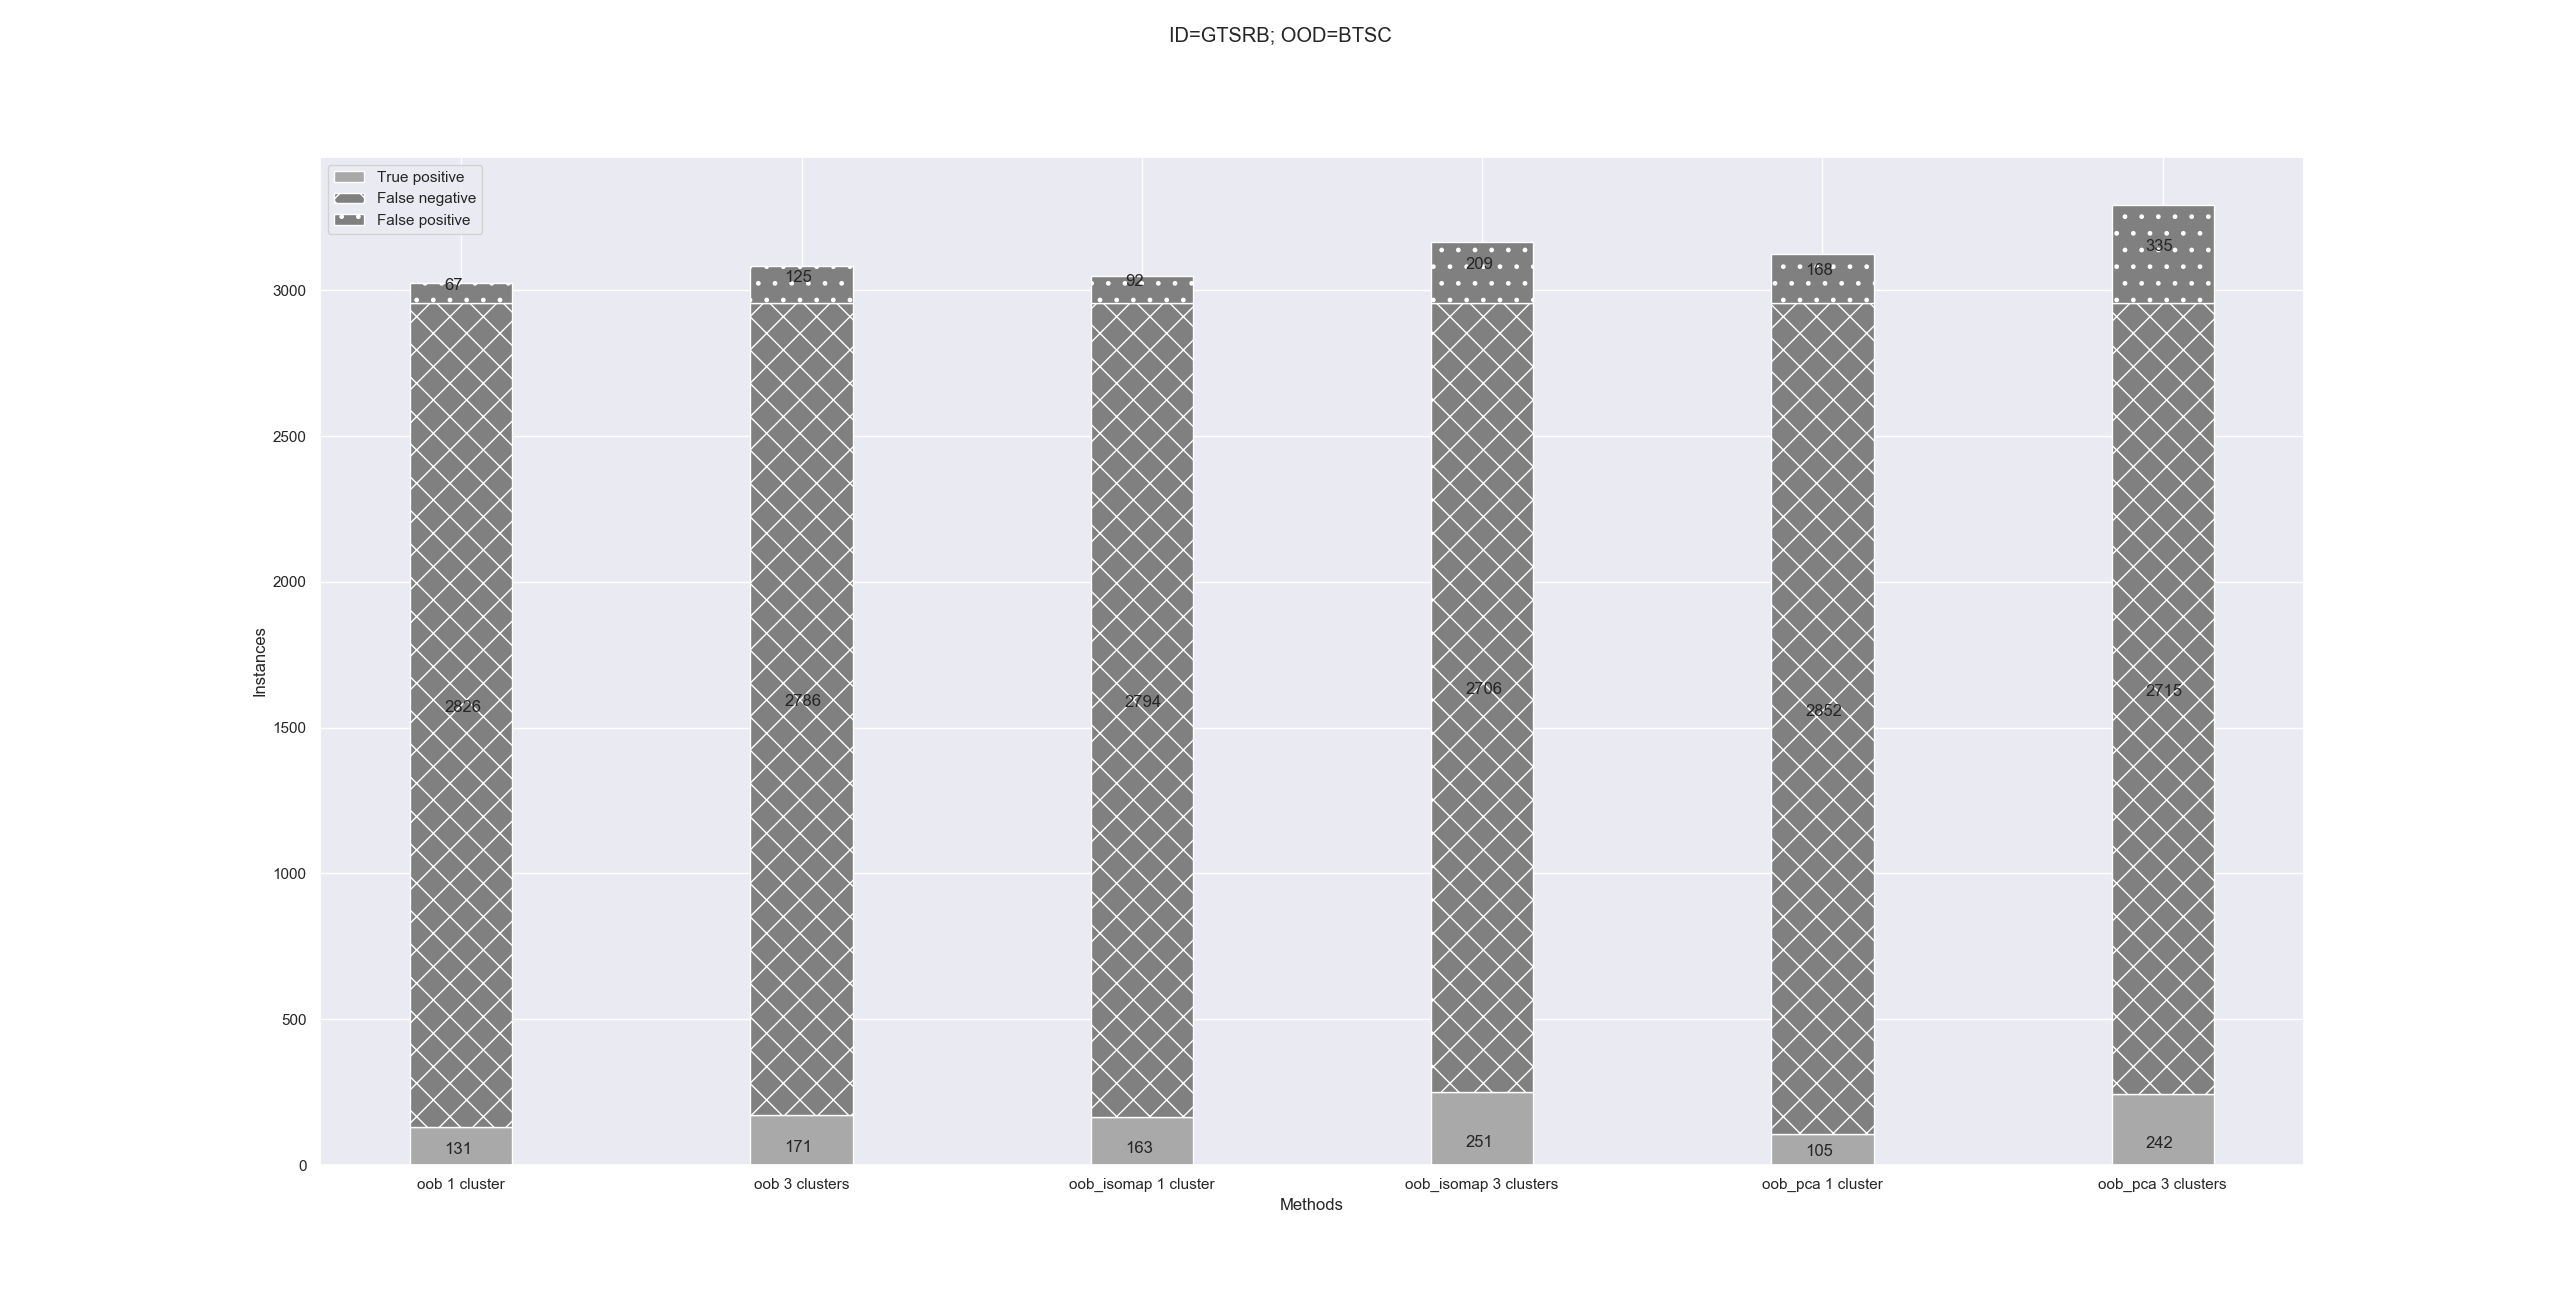 ID=GTSRB; OOD=BTSC
True positive
False negative
False positive
67
125
92
209
168
335
3000
2500
2000
1500
1000
500
0
Instances
2826
2786
2794
2706
2852
2715
131
171
163
251
105
242
oob 1 cluster
oob 3 clusters
oob_isomap 1 cluster
oob_isomap 3 clusters
oob_pca 1 cluster
oob_pca 3 clusters
Methods